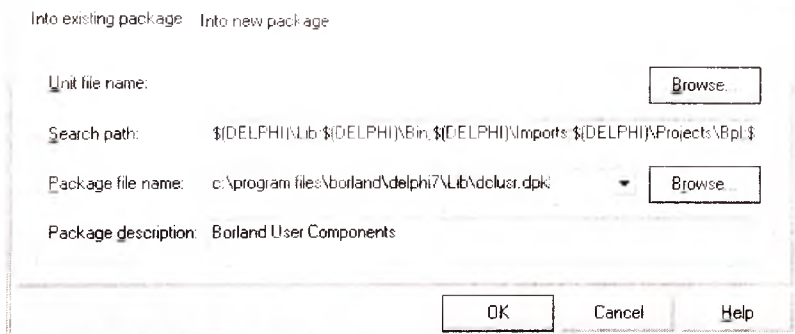 Into existing package Into new package
Unit file name: Browse...
Search path: $(DELPHI)\Lib;$(DELPHI)\Bin;$(DELPHI)\Imports;$(DELPHI)\Projects\Bpl;$
Package file name: c:\program files\borland\delphi7\Lib\dclusr.dpk Browse...
Package description: Borland User Components
OK Cancel Help